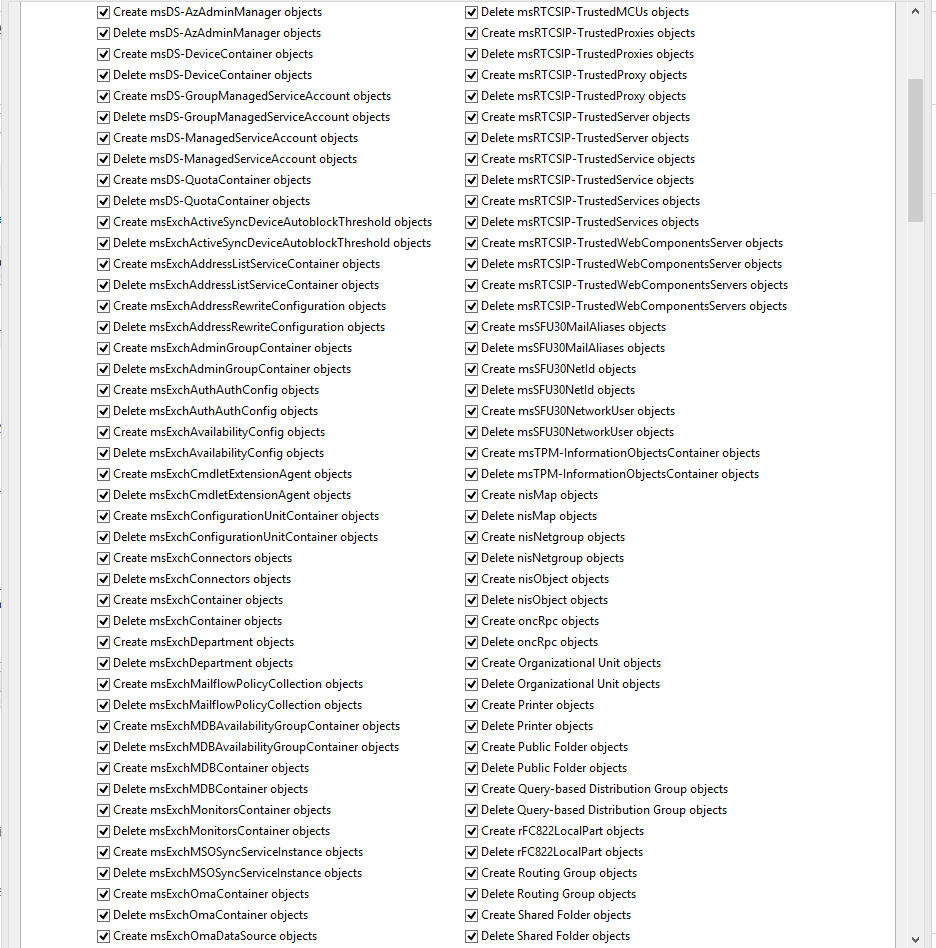 Create msDS-AzAdminManager objects
Delete msDS-AzAdminManager objects
Create msDS-DeviceContainer objects
Delete msDS-DeviceContainer objects
Create msDS-GroupManagedServiceAccount objects
Delete msDS-GroupManagedServiceAccount objects
Create msDS-ManagedServiceAccount objects
Delete msDS-ManagedServiceAccount objects
Create msDS-QuotaContainer objects
Delete msDS-QuotaContainer objects
Create msExchActiveSyncDeviceAutoblockThreshold objects
Delete msExchActiveSyncDeviceAutoblockThreshold objects
Create msExchAddressListServiceContainer objects
Delete msExchAddressListServiceContainer objects
Create msExchAddressRewriteConfiguration objects
Delete msExchAddressRewriteConfiguration objects
Create msExchAdminGroupContainer objects
Delete msExchAdminGroupContainer objects
Create msExchAuthAuthConfig objects
Delete msExchAuthAuthConfig objects
Create msExchAvailabilityConfig objects
Delete msExchAvailabilityConfig objects
Create msExchCmdletExtensionAgent objects
Delete msExchCmdletExtensionAgent objects
Create msExchConfigurationUnitContainer objects
Delete msExchConfigurationUnitContainer objects
Create msExchConnectors objects
Delete msExchConnectors objects
Create msExchContainer objects
Delete msExchContainer objects
Create msExchDepartment objects
Delete msExchDepartment objects
Create msExchMailflowPolicyCollection objects
Delete msExchMailflowPolicyCollection objects
Create msExchMDBAvailabilityGroupContainer objects
Delete msExchMDBAvailabilityGroupContainer objects
Create msExchMDBContainer objects
Delete msExchMDBContainer objects
Create msExchMonitorsContainer objects
Delete msExchMonitorsContainer objects
Create msExchMSOSyncServiceInstance objects
Delete msExchMSOSyncServiceInstance objects
Create msExchOmaContainer objects
Delete msExchOmaContainer objects
Create msExchOmaDataSource objects
Delete msRTCSIP-TrustedMCUs objects
Create msRTCSIP-TrustedProxies objects
Delete msRTCSIP-TrustedProxies objects
Create msRTCSIP-TrustedProxy objects
Delete msRTCSIP-TrustedProxy objects
Create msRTCSIP-TrustedServer objects
Delete msRTCSIP-TrustedServer objects
Create msRTCSIP-TrustedService objects
Delete msRTCSIP-TrustedService objects
Create msRTCSIP-TrustedServices objects
Delete msRTCSIP-TrustedServices objects
Create msRTCSIP-TrustedWebComponentsServer objects
Delete msRTCSIP-TrustedWebComponentsServer objects
Create msRTCSIP-TrustedWebComponentsServers objects
Delete msRTCSIP-TrustedWebComponentsServers objects
Create msSFU30MailAliases objects
Delete msSFU30MailAliases objects
Create msSFU30NetId objects
Delete msSFU30NetId objects
Create msSFU30NetworkUser objects
Delete msSFU30NetworkUser objects
Create msTPM-InformationObjectsContainer objects
Delete msTPM-InformationObjectsContainer objects
Create nisMap objects
Delete nisMap objects
Create nisNetgroup objects
Delete nisNetgroup objects
Create nisObject objects
Delete nisObject objects
Create oncRpc objects
Delete oncRpc objects
Create Organizational Unit objects
Delete Organizational Unit objects
Create Printer objects
Delete Printer objects
Create Public Folder objects
Delete Public Folder objects
Create Query-based Distribution Group objects
Delete Query-based Distribution Group objects
Create rFC822LocalPart objects
Delete rFC822LocalPart objects
Create Routing Group objects
Delete Routing Group objects
Create Shared Folder objects
Delete Shared Folder objects